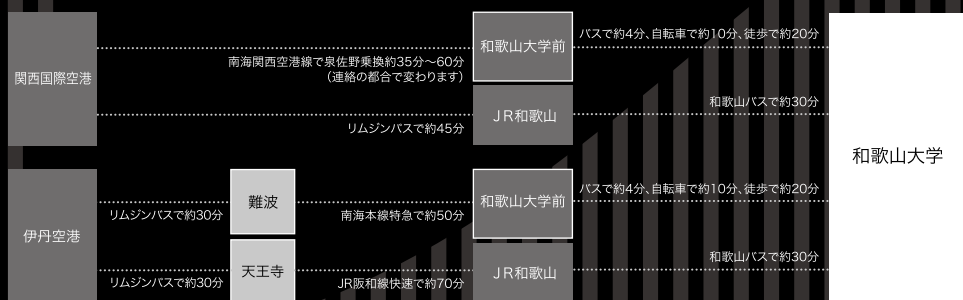 関西国際空港
南海関西空港線で泉佐野乗換約35分～60分
（連絡の都合で変わります）
和歌山大学前
バスで約4分、自転車で約10分、徒歩で約20分
リムジンバスで約45分
JR和歌山
和歌山バスで約30分
和歌山大学
伊丹空港
リムジンバスで約30分
難波
南海本線特急で約50分
和歌山大学前
バスで約4分、自転車で約10分、徒歩で約20分
リムジンバスで約30分
天王寺
JR阪和線快速で約70分
JR和歌山
和歌山バスで約30分